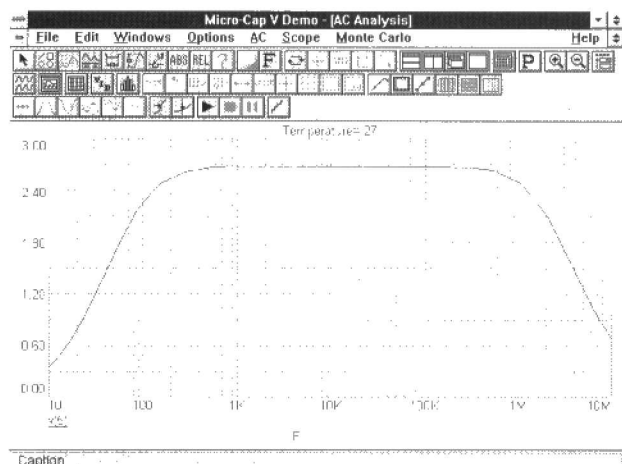 Micro-Cap V Demo - [AC Analysis]
File Edit Windows Options AC Scope Monte Carlo Help
ABS REL ? F P
Temperature= 27
3.00
2.40
1.80
1.20
0.60
0.00
10 100 1K 10K 100K 1M 10M
F
Caption